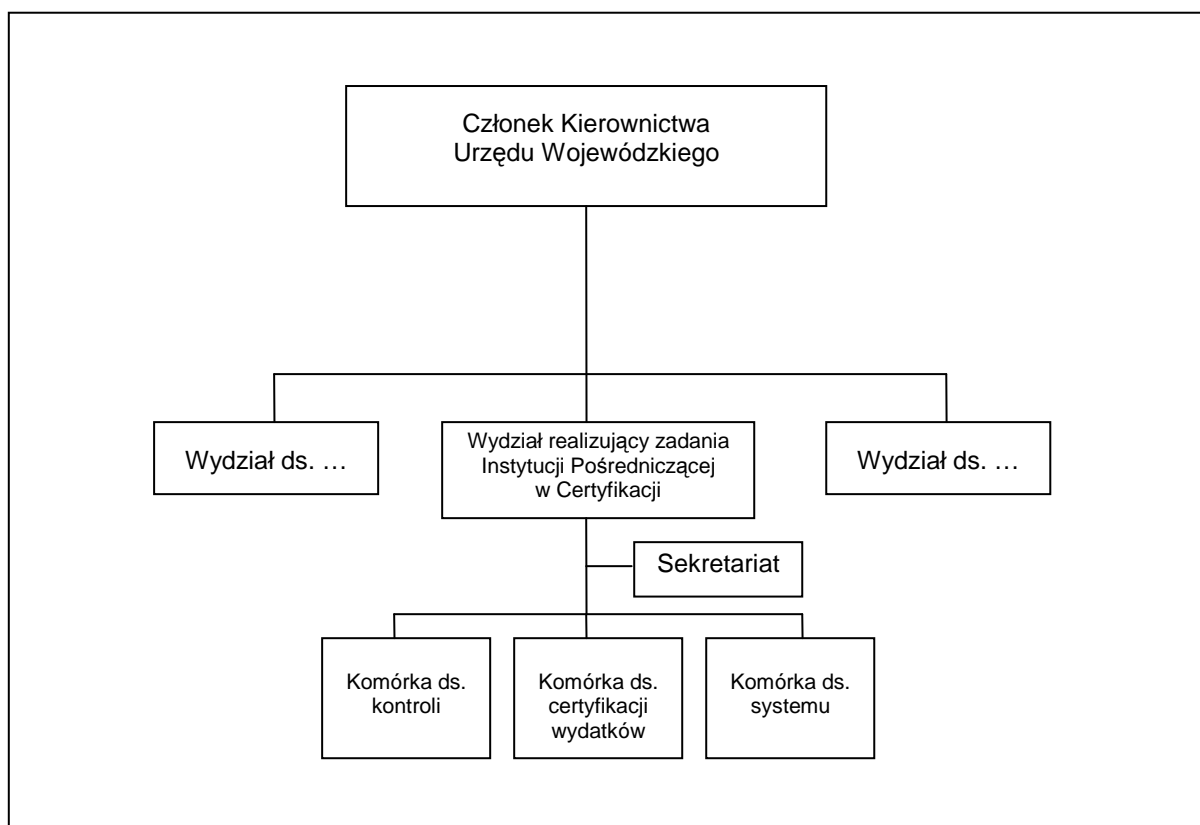 Członek Kierownictwa
Urzędu Wojewódzkiego
Wydział ds. …
Wydział realizujący zadania
Instytucji Pośredniczącej
w Certyfikacji
Wydział ds. …
Sekretariat
Komórka ds.
kontroli
Komórka ds.
certyfikacji
wydatków
Komórka ds.
systemu